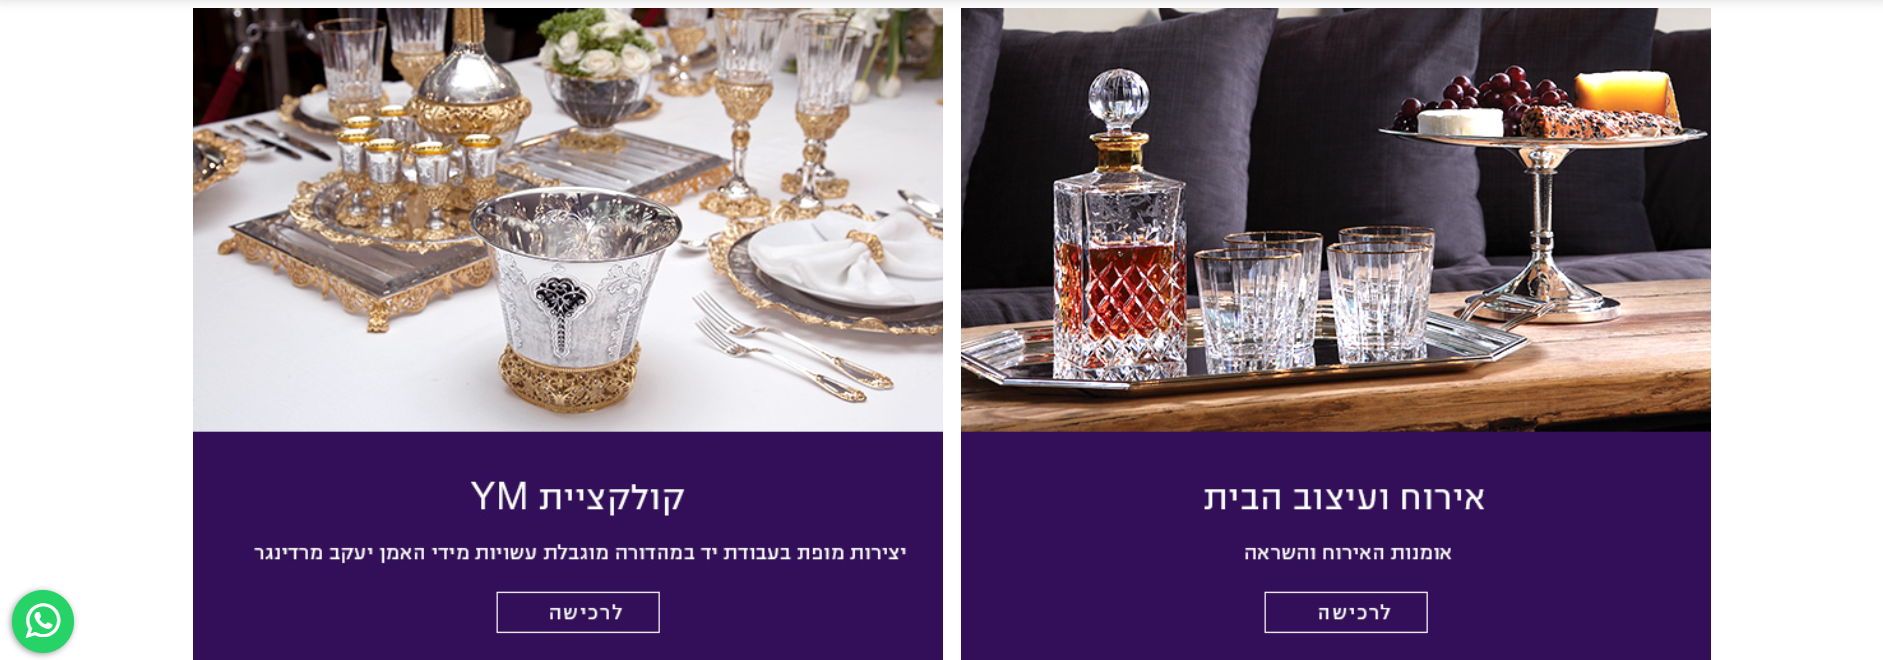 אירוח ועיצוב הבית
אומנות האירוח והשראה
לרכישה
קולקציית YM
יצירות מופת בעבודת יד במהדורה מוגבלת עשויות מידי האמן יעקב מרדינגר
לרכישה